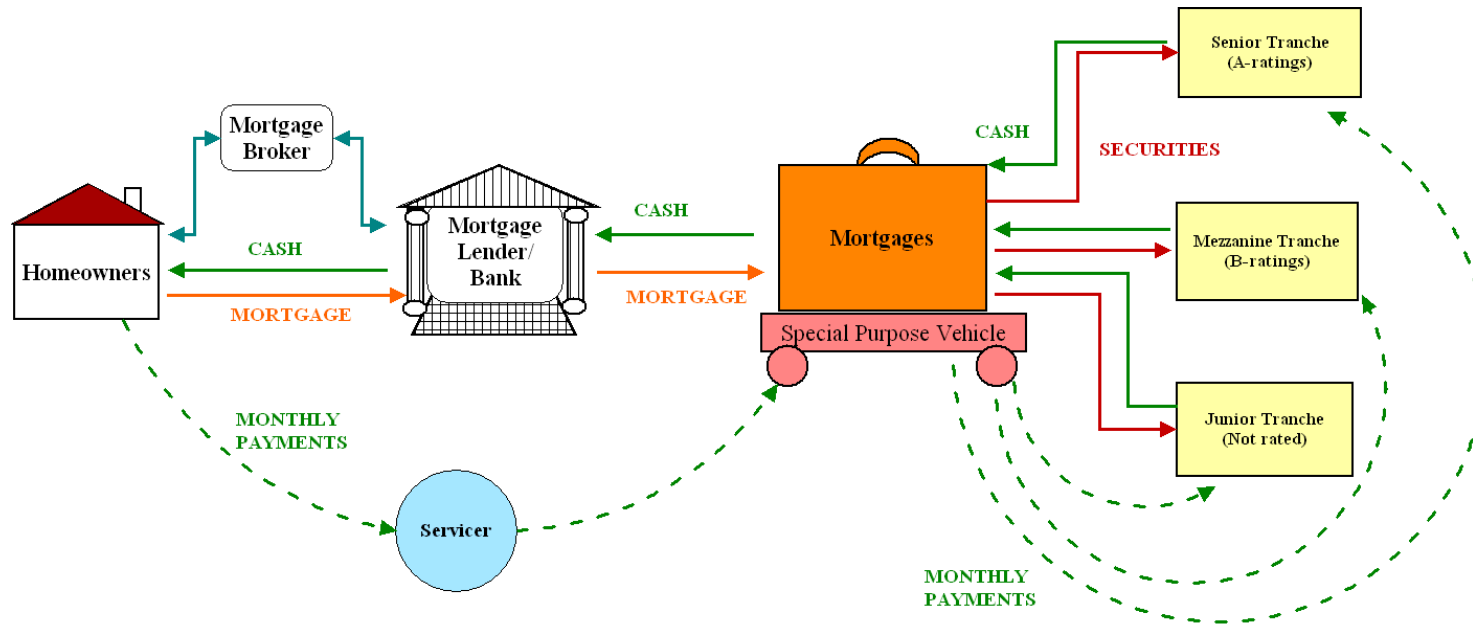 Senior Tranche
(A-ratings)
Mortgage
Broker
CASH
SECURITIES
Mortgage
Lender/
Bank
CASH
Mortgages
Mezzanine Tranche
(B-ratings)
CASH
Homeowners
MORTGAGE
MORTGAGE
Special Purpose Vehicle
Junior Tranche
(Not rated)
MONTHLY
PAYMENTS
Servicer
MONTHLY
PAYMENTS